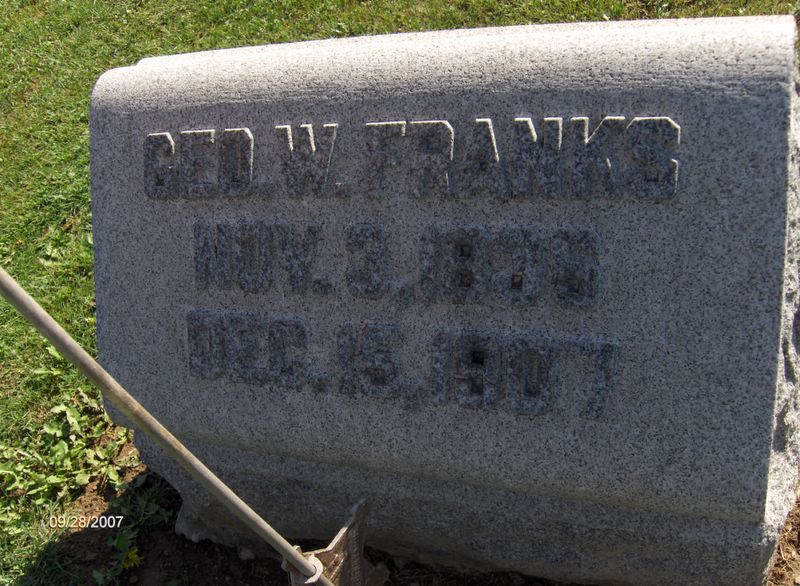 GEO. W. FRANKS
NOV. 3, 1838
DEC. 15, 1907
09/28/2007